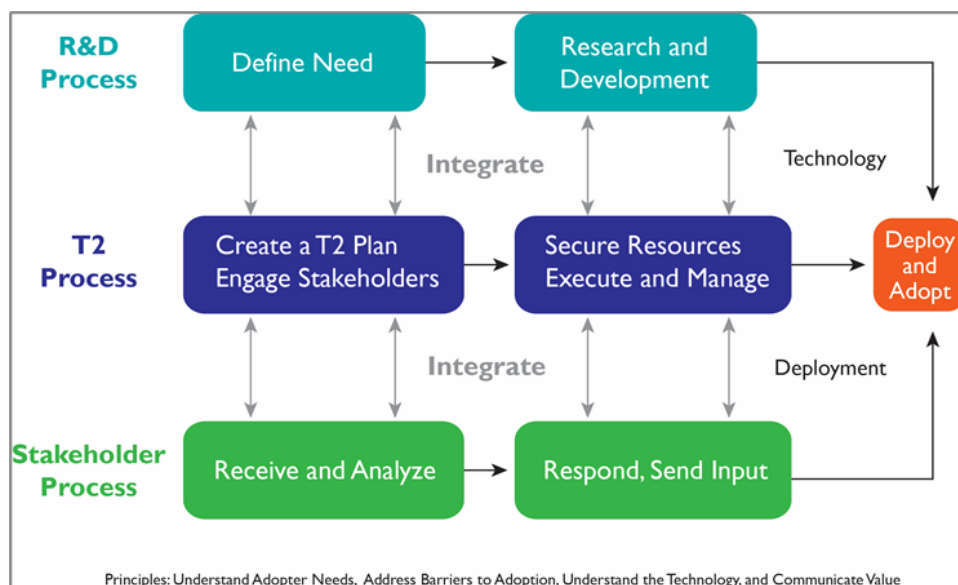 R&D
Process
Define Need
Research and
Development
Integrate
Technology
T2
Process
Create a T2 Plan
Engage Stakeholders
Secure Resources
Execute and Manage
Deploy
and
Adopt
Integrate
Deployment
Stakeholder
Process
Receive and Analyze
Respond, Send Input
Principles: Understand Adopter Needs, Address Barriers to Adoption, Understand the Technology, and Communicate Value